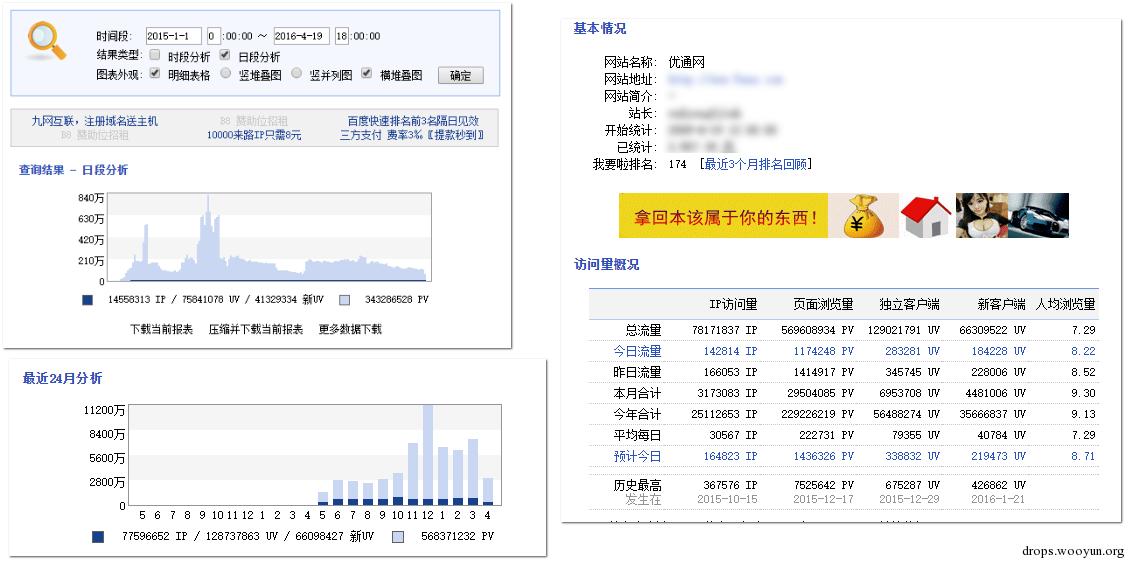 时间段： 2015-1-1 0 :00:00 ～ 2016-4-19 18 :00:00
结果类型： 时段分析 日段分析
图表外观： 明细表格 竖堆叠图 竖并列图 横堆叠图 确定
九网互联，注册域名送主机 B8 赞助位招租 百度快速排名前3名隔日见效
B8 赞助位招租 10000来路IP只需8元 三方支付 费率3‰〖提款秒到〗
查询结果 - 日段分析
840万
630万
420万
210万
0
14558313 IP / 75841078 UV / 41329334 新UV 343286528 PV
下载当前报表 压缩并下载当前报表 更多数据下载
最近24月分析
11200万
8400万
5600万
2800万
0
5 6 7 8 9 10 11 12 1 2 3 4 5 6 7 8 9 10 11 12 1 2 3 4
77596652 IP / 128737863 UV / 66098427 新UV 568371232 PV
基本情况
网站名称： 优通网
网站地址：
网站简介： -
站长：
开始统计：
已统计：
我要啦排名： 174 [最近3个月排名回顾]
拿回本该属于你的东西！
访问量概况
IP访问量 页面浏览量 独立客户端 新客户端 人均浏览量
总流量 78171837 IP 569608934 PV 129021791 UV 66309522 UV 7.29
今日流量 142814 IP 1174248 PV 283281 UV 184228 UV 8.22
昨日流量 166053 IP 1414917 PV 345745 UV 228006 UV 8.52
本月合计 3173083 IP 29504085 PV 6953708 UV 4481006 UV 9.30
今年合计 25112653 IP 229226219 PV 56488274 UV 35666837 UV 9.13
平均每日 30567 IP 222731 PV 79355 UV 40784 UV 7.29
预计今日 164823 IP 1436326 PV 338832 UV 219473 UV 8.71
历史最高 367576 IP 7525642 PV 675287 UV 426862 UV
发生在 2015-10-15 2015-12-17 2015-12-29 2016-1-21
drops.wooyun.org